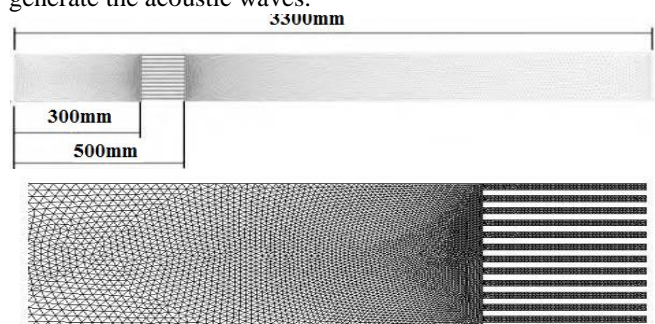 generate the acoustic waves.
3300mm
300mm
500mm